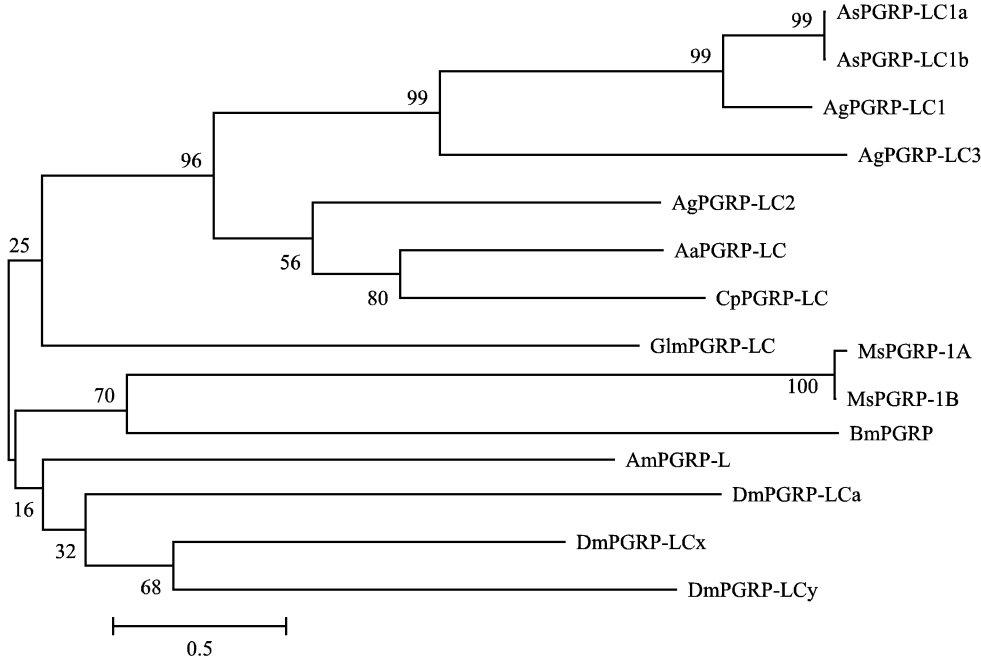 99 AsPGRP-LC1a
99 AsPGRP-LC1b
99 AgPGRP-LC1
96 AgPGRP-LC3
AgPGRP-LC2
25 AaPGRP-LC
56
80 CpPGRP-LC
GlmPGRP-LC
MsPGRP-1A
100
70 MsPGRP-1B
BmPGRP
AmPGRP-L
DmPGRP-LCa
16
DmPGRP-LCx
32
68 DmPGRP-LCy
0.5